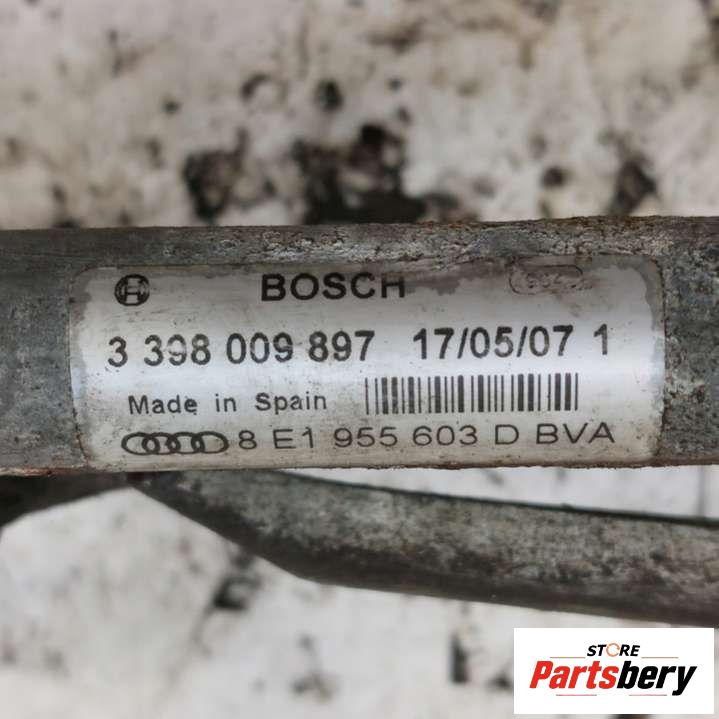 BOSCH
3 398 009 897 17/05/07 1
Made in Spain
8 E1 955 603 D BVA
STORE
Partsbery